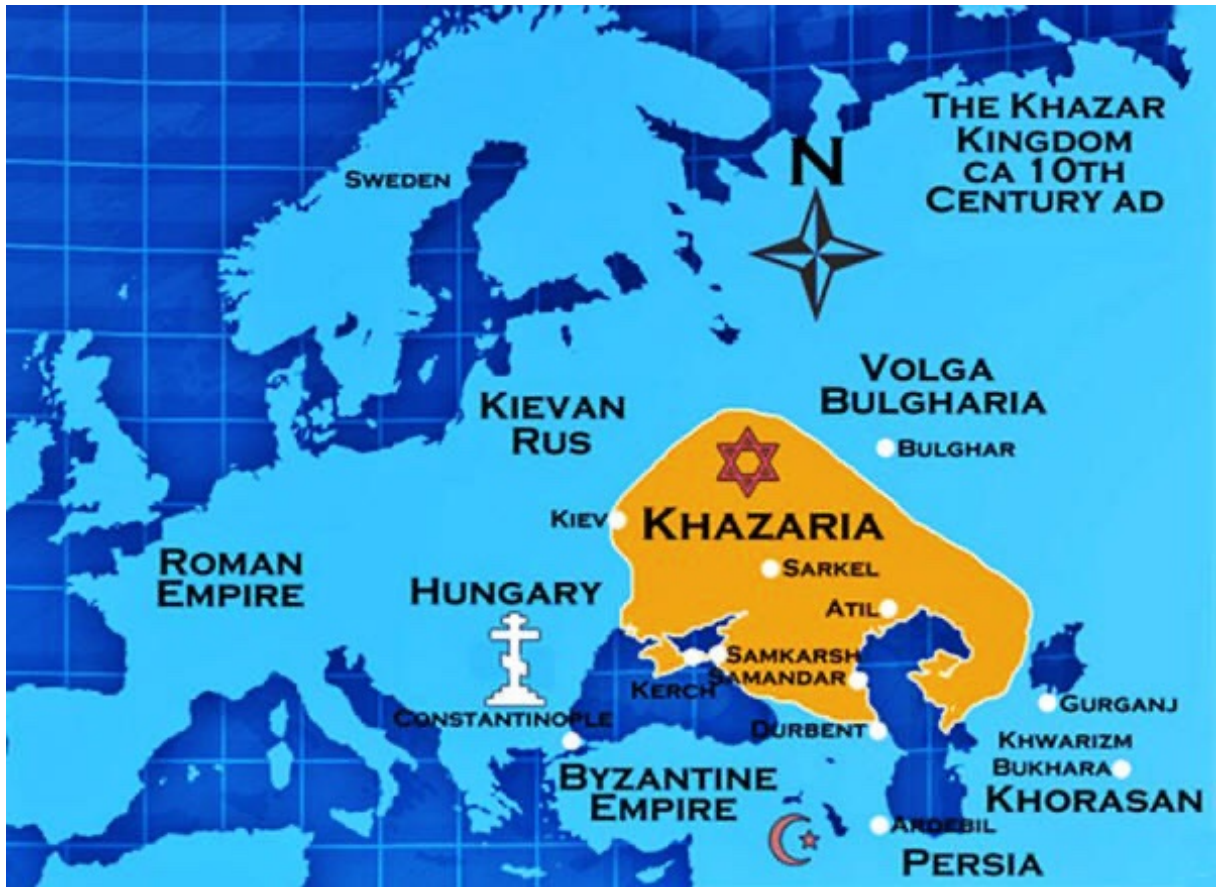 The Khazar
Kingdom
ca 10th
Century AD
N
Sweden
Volga
Bulgharia
Kievan
Rus
Bulghar
Kiev
Khazaria
Roman
Empire
Sarkel
Hungary
Atil
Samkarsh
Samandar
Kerch
Constantinople
Durbent
Gurganj
Khwarizm
Bukhara
Byzantine
Empire
Khorasan
Ardebil
Persia